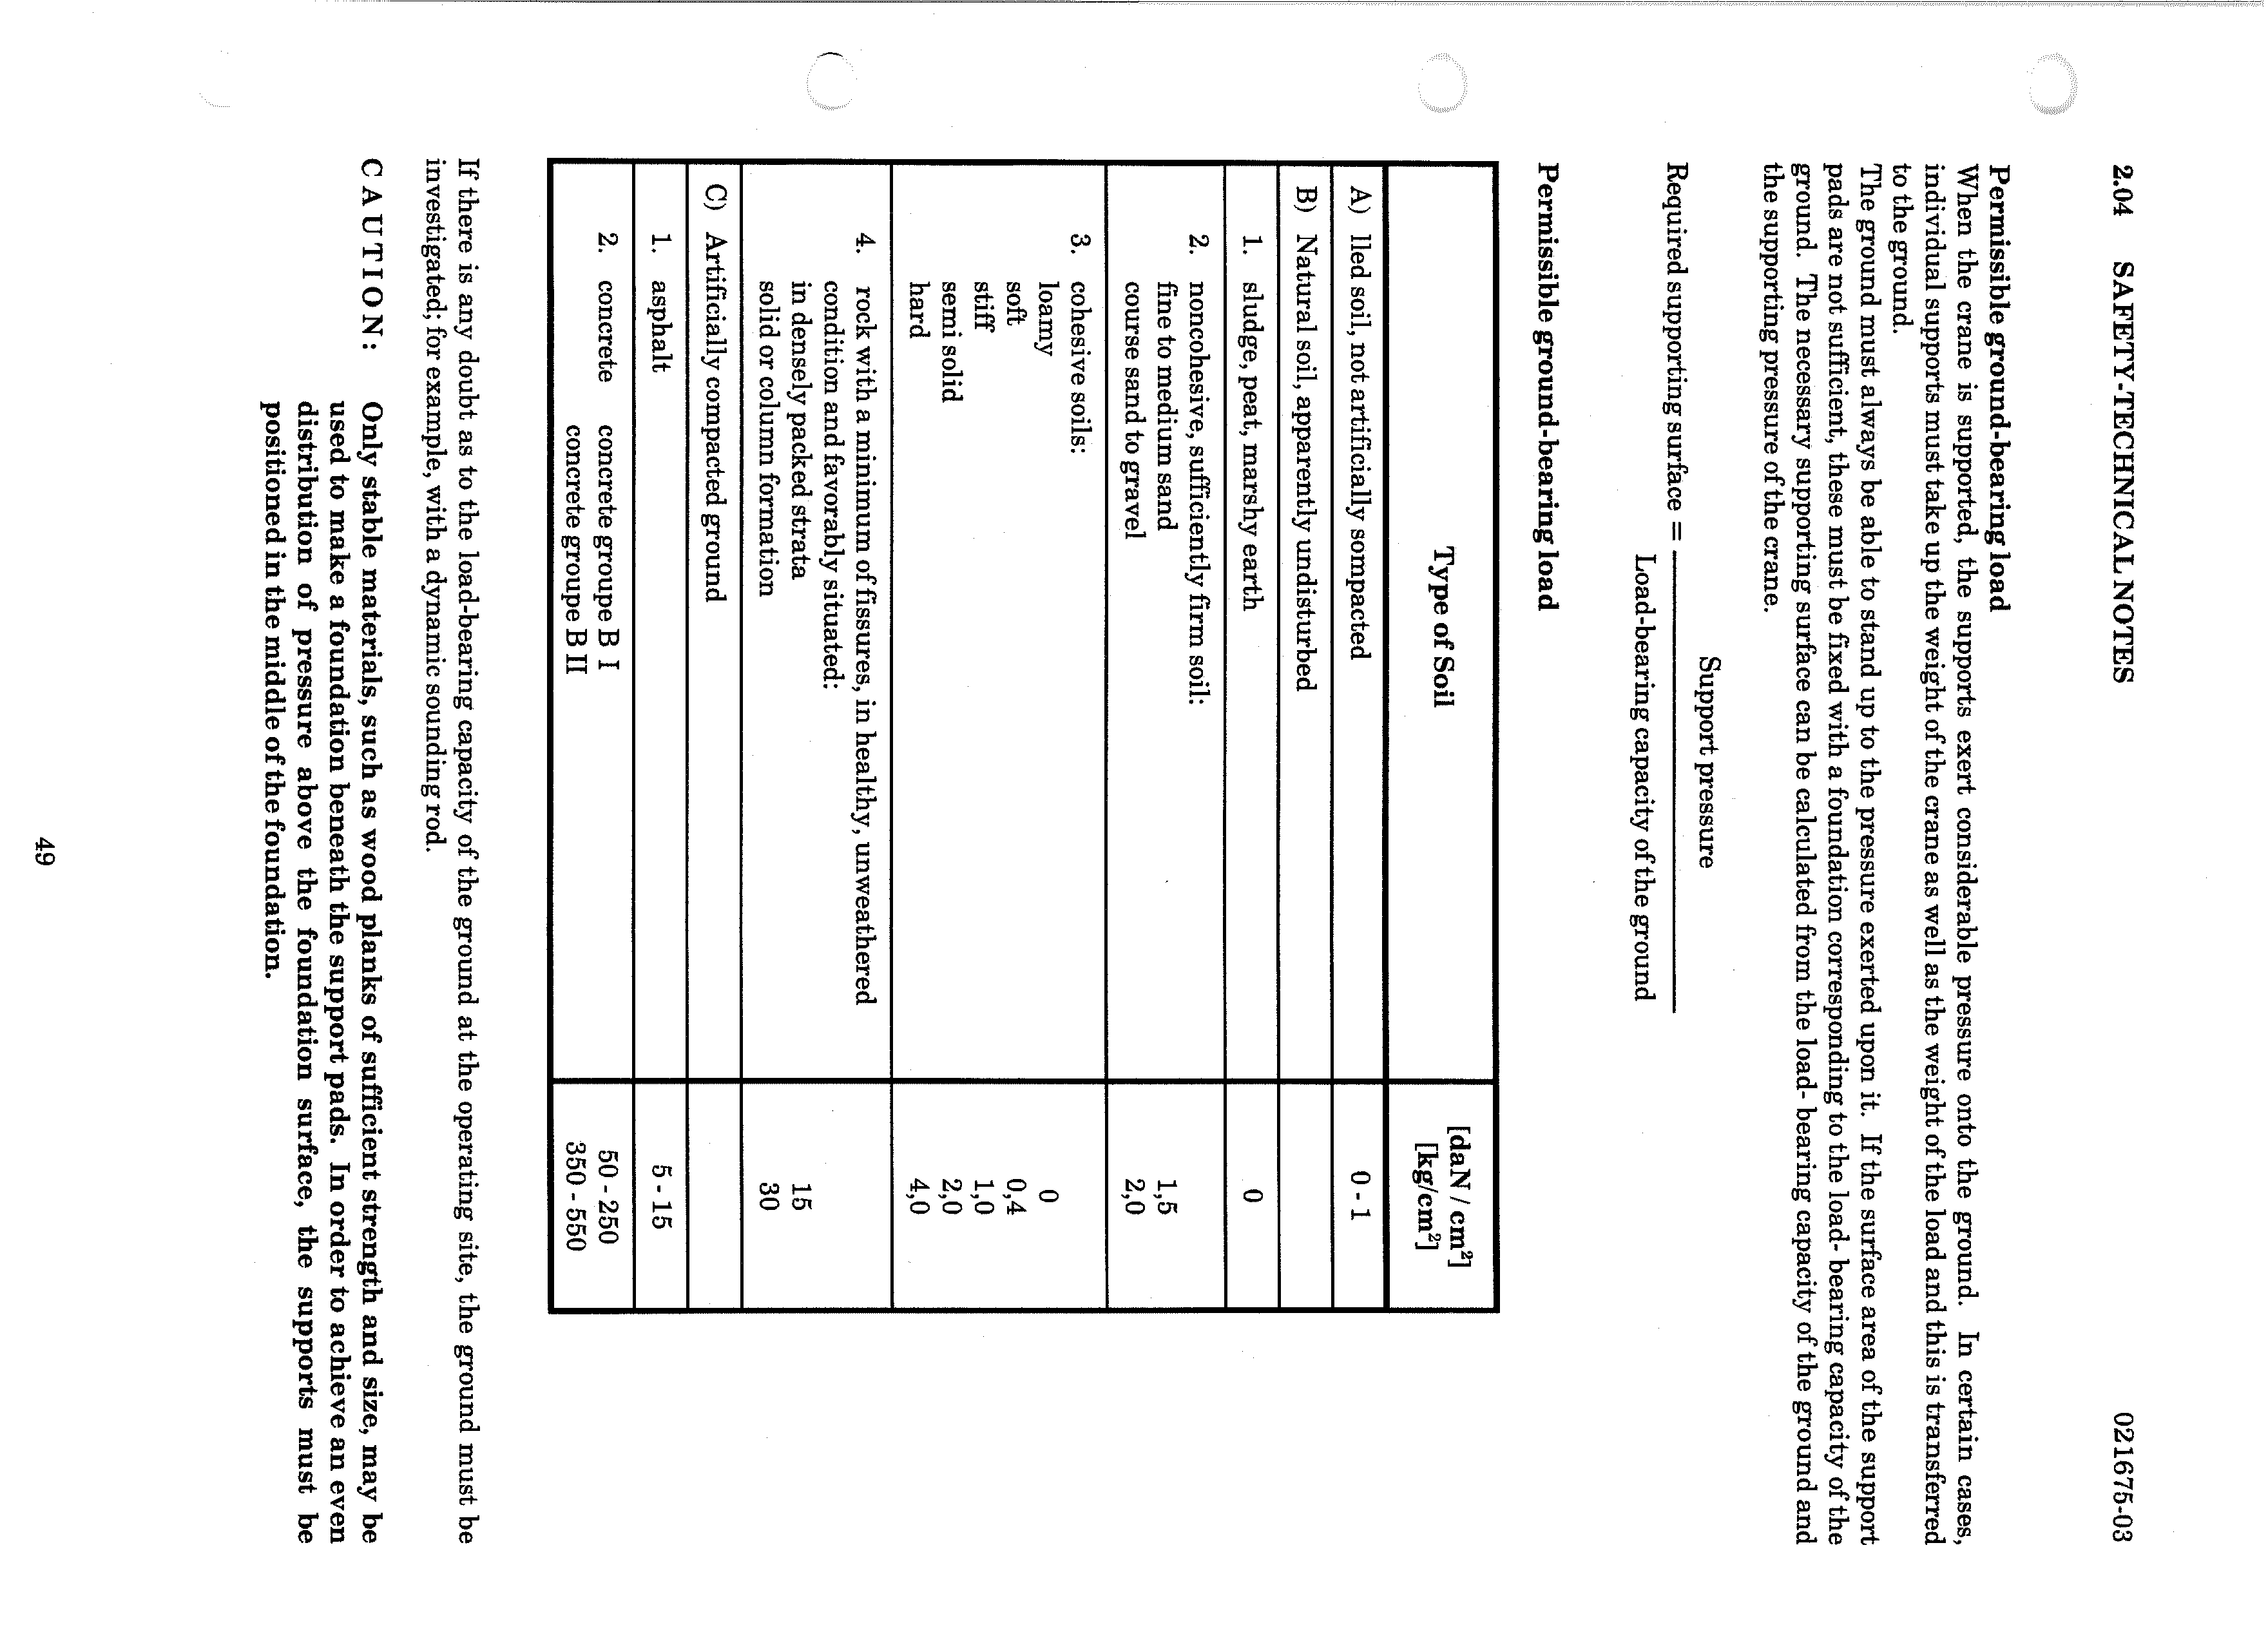 2.04 SAFETY-TECHNICAL NOTES 021675-03
Permissible ground-bearing load
When the crane is supported, the supports exert considerable pressure onto the ground. In certain cases,
individual supports must take up the weight of the crane as well as the weight of the load and this is transferred
to the ground.
The ground must always be able to stand up to the pressure exerted upon it. If the surface area of the support
pads are not sufficient, these must be fixed with a foundation corresponding to the load- bearing capacity of the
ground. The necessary supporting surface can be calculated from the load- bearing capacity of the ground and
the supporting pressure of the crane.
Support pressure
Required supporting surface =
Load-bearing capacity of the ground
Permissible ground-bearing load
Type of Soil [daN / cm²]
[kg/cm²]
A) Iled soil, not artificially sompacted 0 - 1
B) Natural soil, apparently undisturbed
1. sludge, peat, marshy earth 0
2. noncohesive, sufficiently firm soil:
fine to medium sand 1,5
course sand to gravel 2,0
3. cohesive soils:
loamy 0
soft 0,4
stiff 1,0
semi solid 2,0
hard 4,0
4. rock with a minimum of fissures, in healthy, unweathered
condition and favorably situated:
in densely packed strata 15
solid or column formation 30
C) Artificially compacted ground
1. asphalt 5 - 15
2. concrete concrete groupe B I 50 - 250
concrete groupe B II 350 - 550
If there is any doubt as to the load-bearing capacity of the ground at the operating site, the ground must be
investigated; for example, with a dynamic sounding rod.
CAUTION: Only stable materials, such as wood planks of sufficient strength and size, may be
used to make a foundation beneath the support pads. In order to achieve an even
distribution of pressure above the foundation surface, the supports must be
positioned in the middle of the foundation.
49